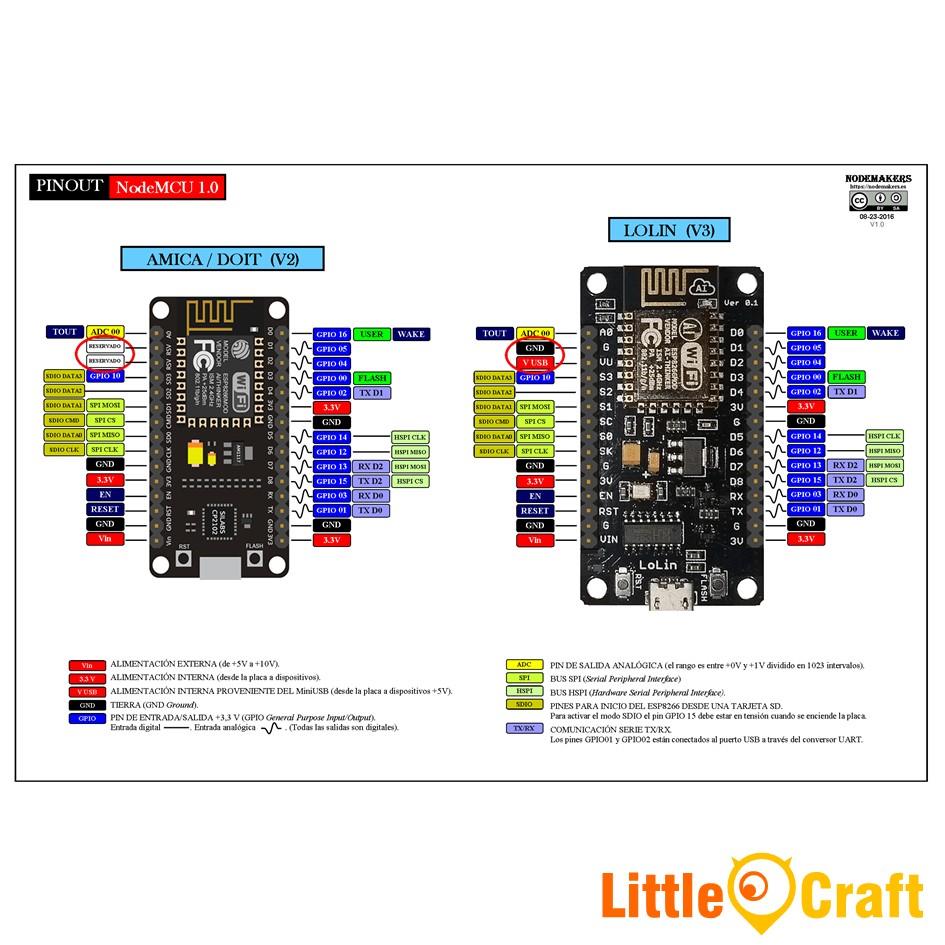 PINOUT NodeMCU 1.0
NODEMAKERS
https://nodemakers.es
CC BY SA
08-23-2016
V1.0
AMICA / DOIT (V2)
TOUT ADC 00
RESERVADO
RESERVADO
SDIO DATA3 GPIO 10
SDIO DATA2
SDIO DATA1 SPI MOSI
SDIO CMD SPI CS
SDIO DATA0 SPI MISO
SDIO CLK SPI CLK
GND
3.3V
EN
RESET
GND
Vin
GPIO 16 USER WAKE
GPIO 05
GPIO 04
GPIO 00 FLASH
GPIO 02 TX D1
3.3V
GND
GPIO 14 HSPI CLK
GPIO 12 HSPI MISO
GPIO 13 RX D2 HSPI MOSI
GPIO 15 TX D2 HSPI CS
GPIO 03 RX D0
GPIO 01 TX D0
GND
3.3V
WiFi
FC
SILABS
CP2102
RST
FLASH
LOLIN (V3)
Ver 0.1
TOUT ADC 00
GND
V USB
SDIO DATA3 GPIO 10
SDIO DATA2
SDIO DATA1 SPI MOSI
SDIO CMD SPI CS
SDIO DATA0 SPI MISO
SDIO CLK SPI CLK
GND
3.3V
EN
RESET
GND
Vin
A0
G
VU
S3
S2
S1
SC
S0
SK
G
3V
EN
RST
G
VIN
D0
D1
D2
D3
D4
3V
G
D5
D6
D7
D8
RX
TX
G
3V
GPIO 16 USER WAKE
GPIO 05
GPIO 04
GPIO 00 FLASH
GPIO 02 TX D1
3.3V
GND
GPIO 14 HSPI CLK
GPIO 12 HSPI MISO
GPIO 13 RX D2 HSPI MOSI
GPIO 15 TX D2 HSPI CS
GPIO 03 RX D0
GPIO 01 TX D0
GND
3.3V
WiFi
LoLin
RST
FLASH
Vin ALIMENTACIÓN EXTERNA (de +5V a +10V).
3.3 V ALIMENTACIÓN INTERNA (desde la placa a dispositivos).
V USB ALIMENTACIÓN INTERNA PROVENIENTE DEL MiniUSB (desde la placa a dispositivos +5V).
GND TIERRA (GND Ground).
GPIO PIN DE ENTRADA/SALIDA +3,3 V (GPIO General Purpose Input/Output).
Entrada digital . Entrada analógica . (Todas las salidas son digitales).
ADC PIN DE SALIDA ANALÓGICA (el rango es entre +0V y +1V dividido en 1023 intervalos).
SPI BUS SPI (Serial Peripheral Interface)
HSPI BUS HSPI (Hardware Serial Peripheral Interface).
SDIO PINES PARA INICIO DEL ESP8266 DESDE UNA TARJETA SD.
Para activar el modo SDIO el pin GPIO 15 debe estar en tensión cuando se enciende la placa.
TX/RX COMUNICACIÓN SERIE TX/RX.
Los pines GPIO01 y GPIO02 están conectados al puerto USB a través del conversor UART.
Little Craft